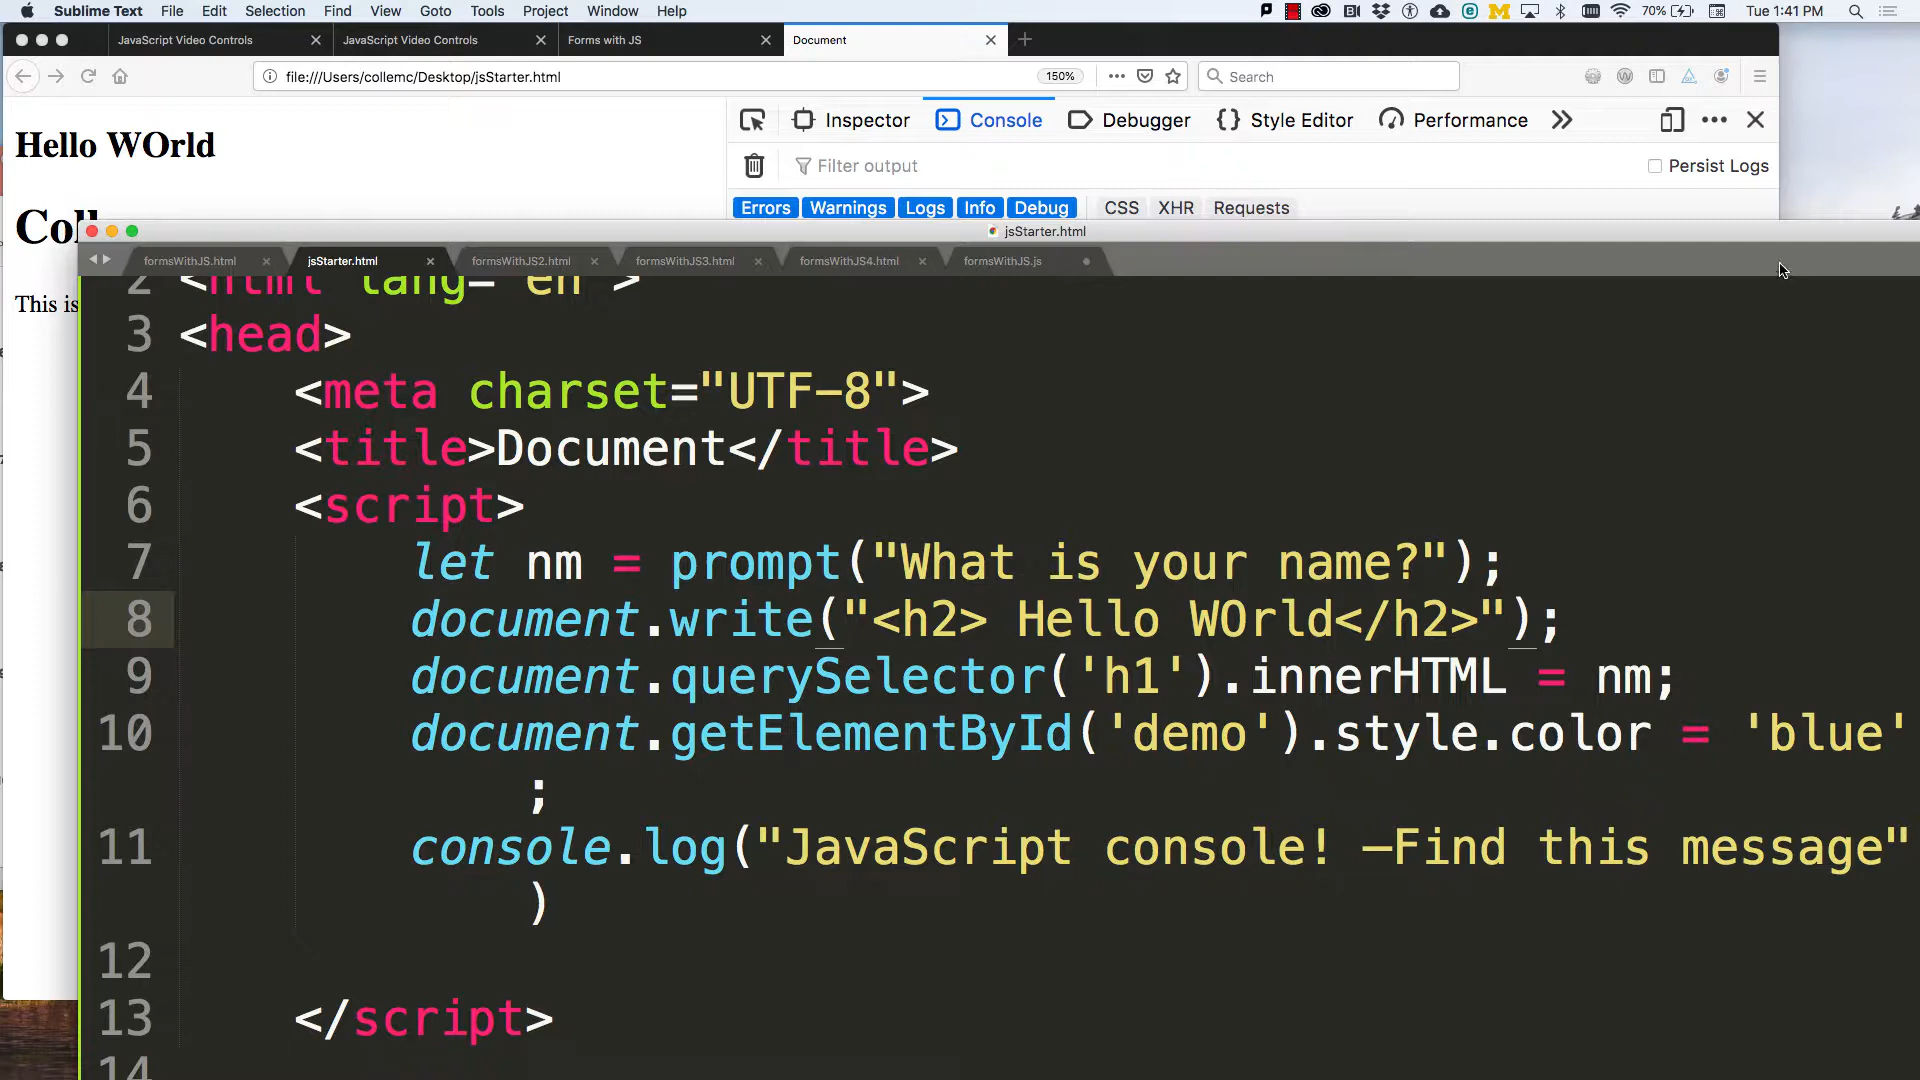 Sublime Text File Edit Selection Find View Goto Tools Project Window Help 70% Tue 1:41 PM
JavaScript Video Controls JavaScript Video Controls Forms with JS Document
file:///Users/collemc/Desktop/jsStarter.html 150% Search
Hello WOrld
Inspector Console Debugger Style Editor Performance
Filter output Persist Logs
Errors Warnings Logs Info Debug CSS XHR Requests
This is
jsStarter.html
formsWithJS.html jsStarter.html formsWithJS2.html formsWithJS3.html formsWithJS4.html formsWithJS.js
2 <html lang="en">
3 <head>
4 <meta charset="UTF-8">
5 <title>Document</title>
6 <script>
7 let nm = prompt("What is your name?");
8 document.write("<h2> Hello WOrld</h2>");
9 document.querySelector('h1').innerHTML = nm;
10 document.getElementById('demo').style.color = 'blue'
;
11 console.log("JavaScript console! –Find this message"
)
12
13 </script>
14